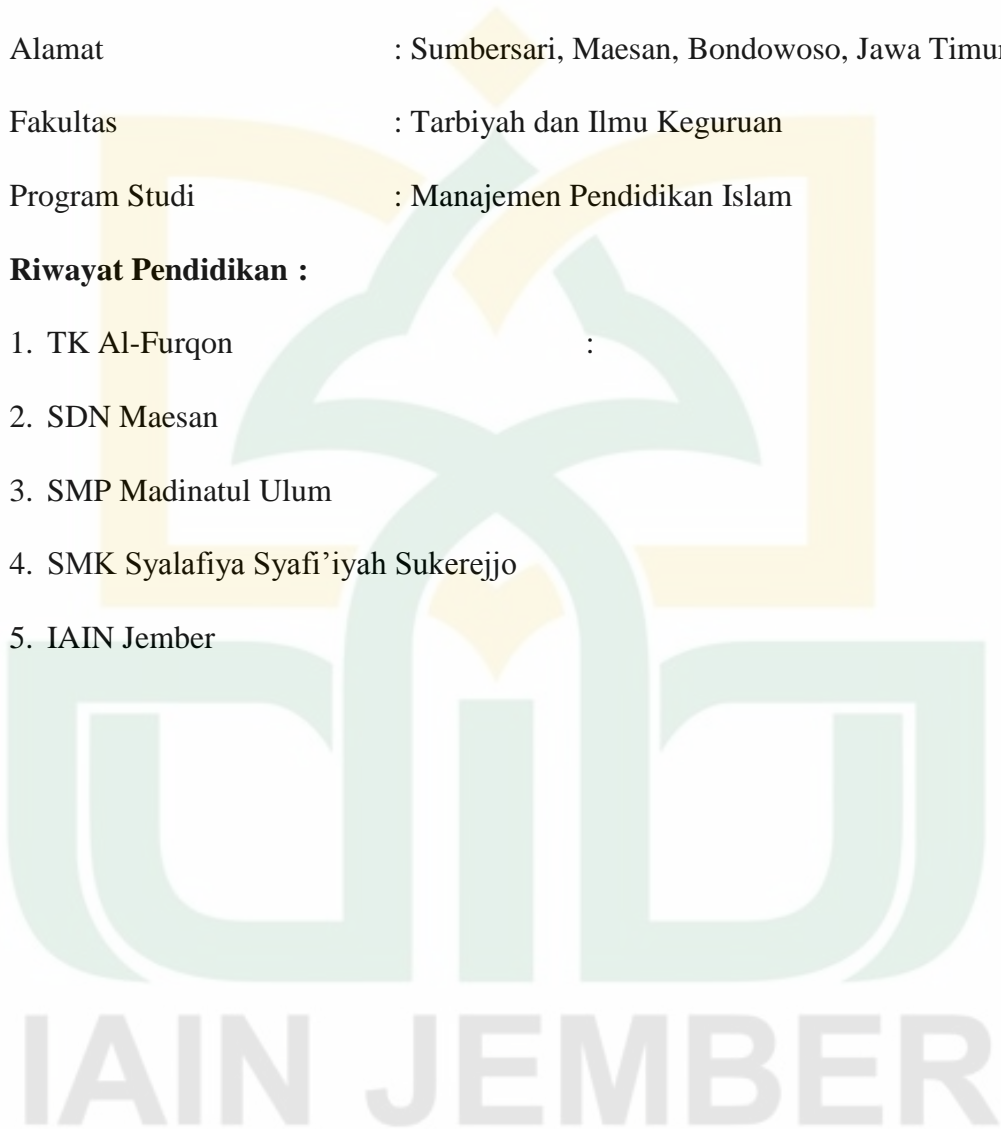 Alamat : Sumbersari, Maesan, Bondowoso, Jawa Timur
Fakultas : Tarbiyah dan Ilmu Keguruan
Program Studi : Manajemen Pendidikan Islam
Riwayat Pendidikan :
1. TK Al-Furqon :
2. SDN Maesan
3. SMP Madinatul Ulum
4. SMK Syalafiya Syafi’iyah Sukerejjo
5. IAIN Jember
IAIN JEMBER